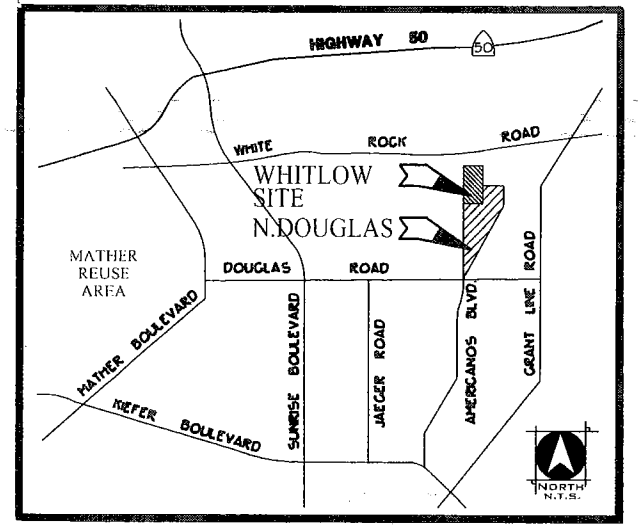 HIGHWAY 50
50
WHITE ROCK ROAD
WHITLOW
SITE
N.DOUGLAS
MATHER
REUSE
AREA
DOUGLAS ROAD
MATHER BOULEVARD
KIEFER BOULEVARD
SUNRISE BOULEVARD
JAEGER ROAD
AMERICANOS BLVD.
GRANT LINE ROAD
NORTH
N.T.S.